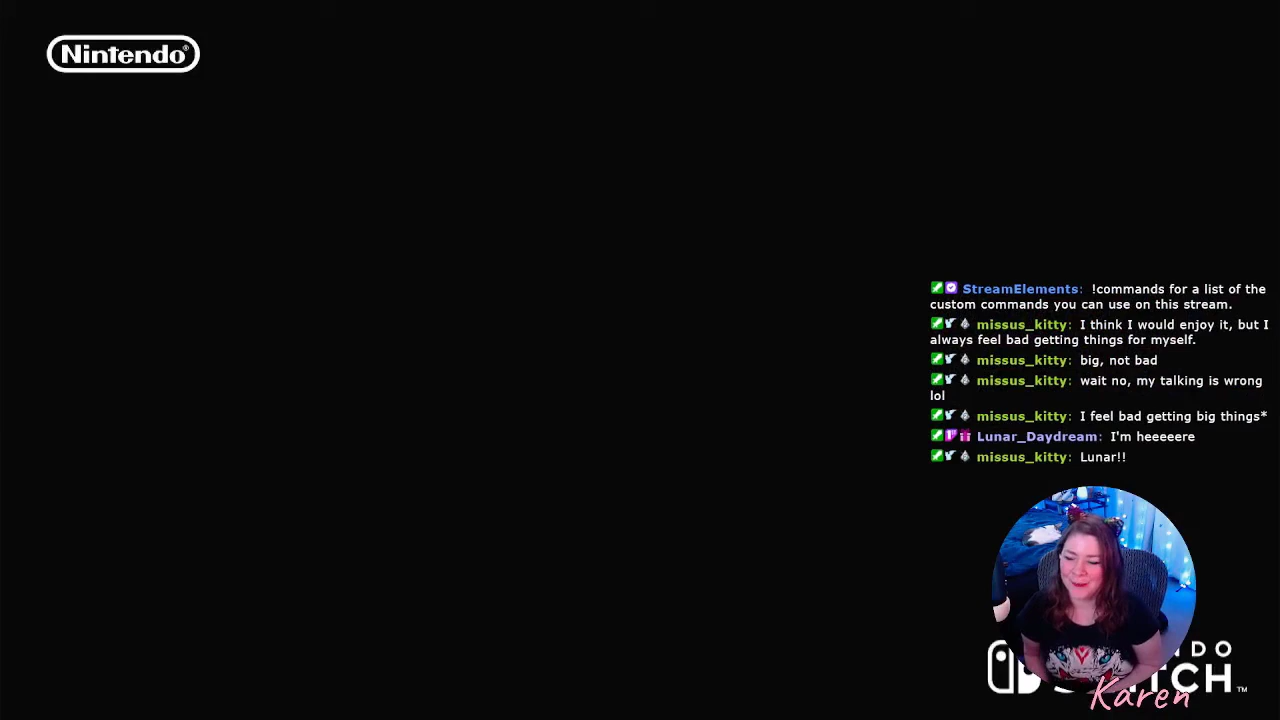 Nintendo®
StreamElements: !commands for a list of the
custom commands you can use on this stream.
missus_kitty: I think I would enjoy it, but I
always feel bad getting things for myself.
missus_kitty: big, not bad
missus_kitty: wait no, my talking is wrong
lol
missus_kitty: I feel bad getting big things*
Lunar_Daydream: I'm heeeeere
missus_kitty: Lunar!!
Karen